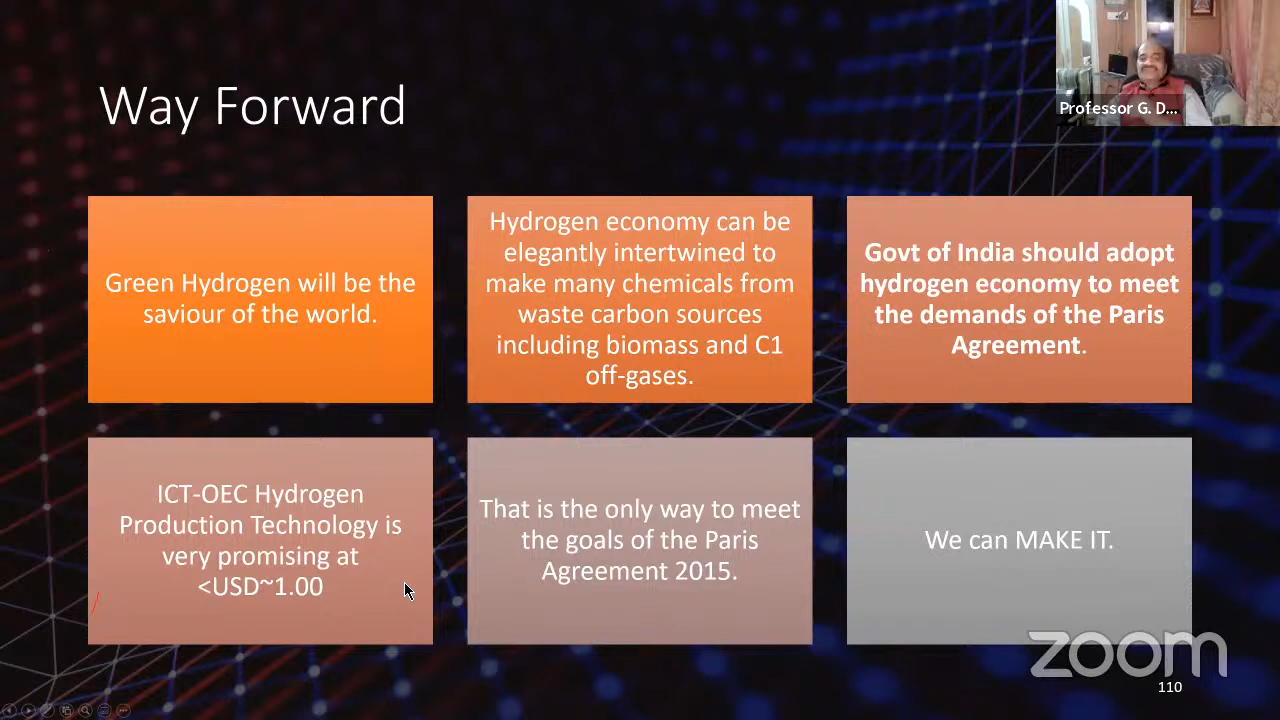 Professor G. D...
Way Forward
Green Hydrogen will be the
saviour of the world.
Hydrogen economy can be
elegantly intertwined to
make many chemicals from
waste carbon sources
including biomass and C1
off-gases.
Govt of India should adopt
hydrogen economy to meet
the demands of the Paris
Agreement.
ICT-OEC Hydrogen
Production Technology is
very promising at
<USD~1.00
That is the only way to meet
the goals of the Paris
Agreement 2015.
We can MAKE IT.
zoom
110